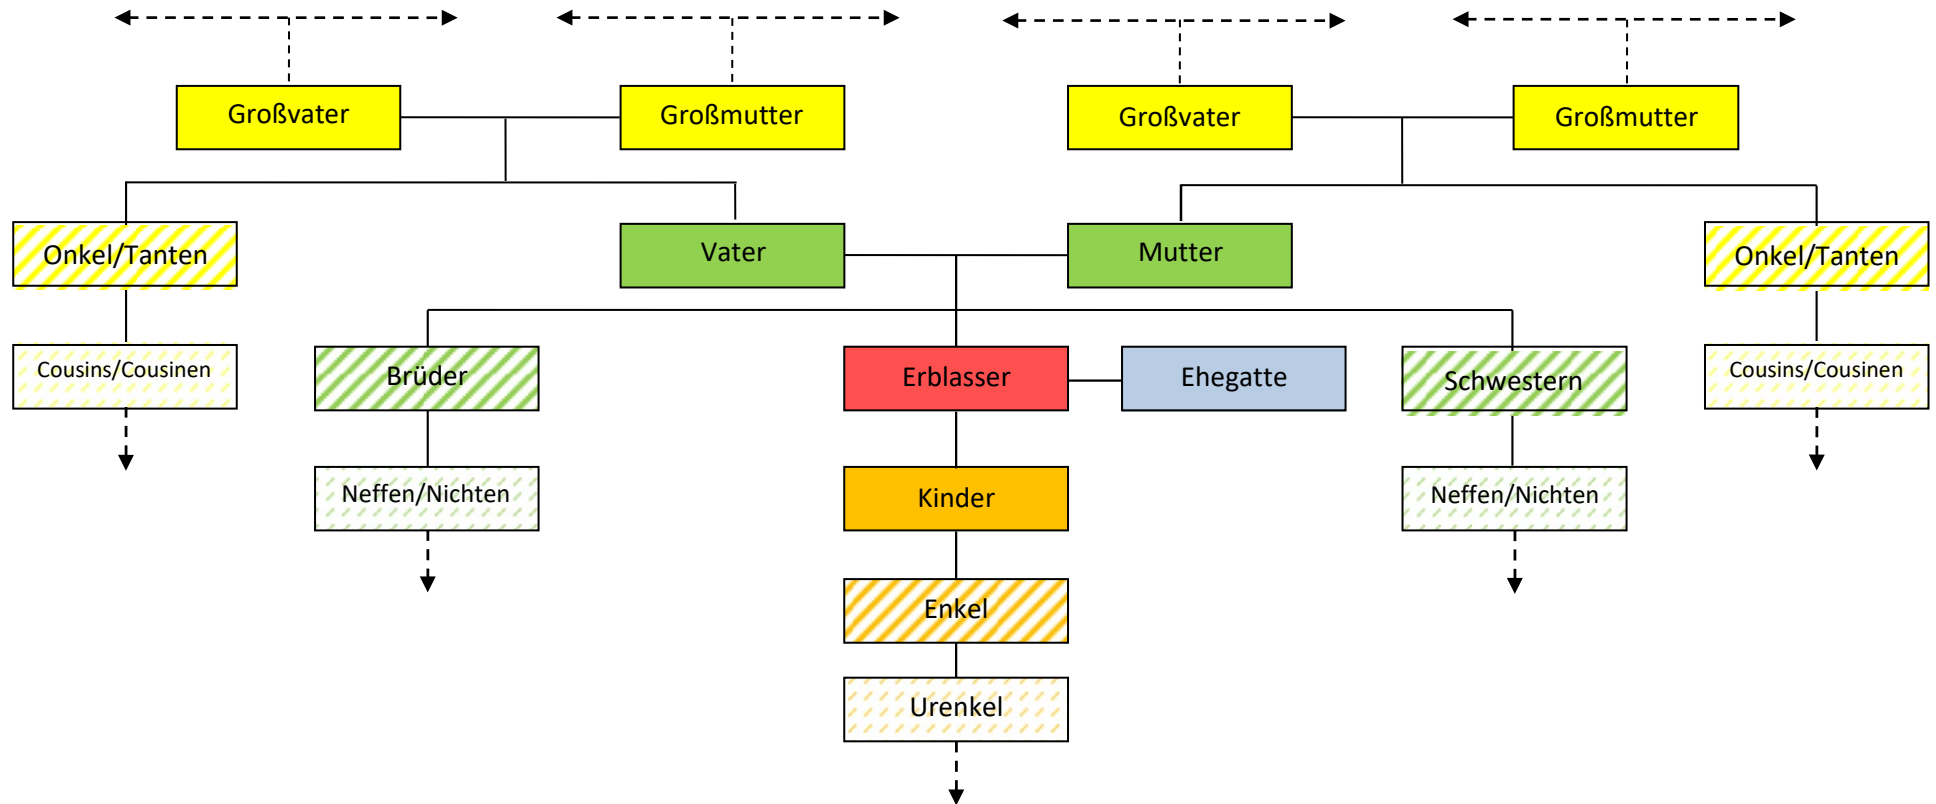 Großvater
Großmutter
Großvater
Großmutter
Onkel/Tanten
Vater
Mutter
Onkel/Tanten
Cousins/Cousinen
Brüder
Erblasser
Ehegatte
Schwestern
Cousins/Cousinen
Neffen/Nichten
Kinder
Neffen/Nichten
Enkel
Urenkel